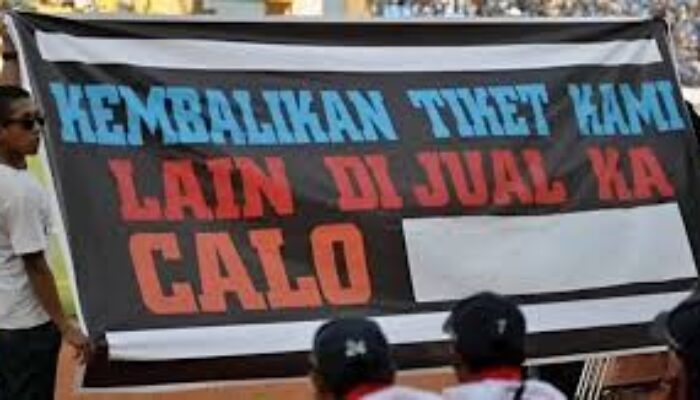 KEMBALIKAN TIKET KAMI
LAIN DI JUAL KA
CALO